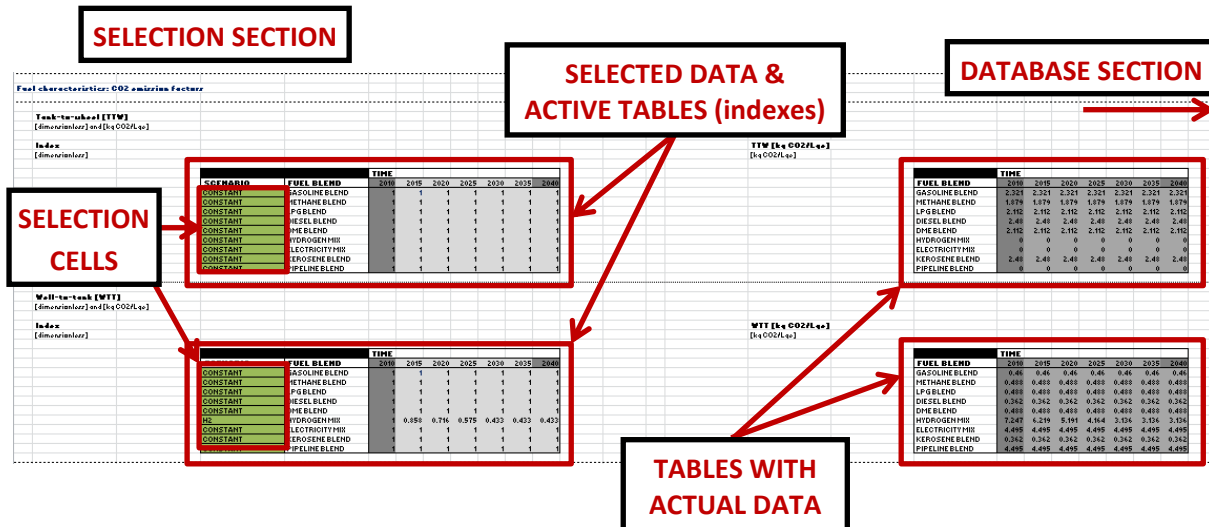 SELECTION SECTION
SELECTED DATA &
ACTIVE TABLES (indexes)
DATABASE SECTION
Fuel characteristics: CO2 emission factors
Tank-to-wheel [TTW]
[dimensionless] and [kg CO2/Lge]
Index
[dimensionless]
TTW [kg CO2/Lge]
[kg CO2/Lge]
SELECTION
CELLS
TIME
SCENARIO FUEL BLEND 2010 2015 2020 2025 2030 2035 2040
CONSTANT GASOLINE BLEND 1 1 1 1 1 1 1
CONSTANT METHANE BLEND 1 1 1 1 1 1 1
CONSTANT LPG BLEND 1 1 1 1 1 1 1
CONSTANT DIESEL BLEND 1 1 1 1 1 1 1
CONSTANT DME BLEND 1 1 1 1 1 1 1
CONSTANT HYDROGEN MIX 1 1 1 1 1 1 1
CONSTANT ELECTRICITY MIX 1 1 1 1 1 1 1
CONSTANT KEROSENE BLEND 1 1 1 1 1 1 1
CONSTANT PIPELINE BLEND 1 1 1 1 1 1 1
TIME
FUEL BLEND 2010 2015 2020 2025 2030 2035 2040
GASOLINE BLEND 2.321 2.321 2.321 2.321 2.321 2.321 2.321
METHANE BLEND 1.879 1.879 1.879 1.879 1.879 1.879 1.879
LPG BLEND 2.112 2.112 2.112 2.112 2.112 2.112 2.112
DIESEL BLEND 2.48 2.48 2.48 2.48 2.48 2.48 2.48
DME BLEND 2.112 2.112 2.112 2.112 2.112 2.112 2.112
HYDROGEN MIX 0 0 0 0 0 0 0
ELECTRICITY MIX 0 0 0 0 0 0 0
KEROSENE BLEND 2.48 2.48 2.48 2.48 2.48 2.48 2.48
PIPELINE BLEND 0 0 0 0 0 0 0
Well-to-tank [WTT]
[dimensionless] and [kg CO2/Lge]
Index
[dimensionless]
WTT [kg CO2/Lge]
[kg CO2/Lge]
TIME
FUEL BLEND 2010 2015 2020 2025 2030 2035 2040
CONSTANT GASOLINE BLEND 1 1 1 1 1 1 1
CONSTANT METHANE BLEND 1 1 1 1 1 1 1
CONSTANT LPG BLEND 1 1 1 1 1 1 1
CONSTANT DIESEL BLEND 1 1 1 1 1 1 1
CONSTANT DME BLEND 1 1 1 1 1 1 1
H2 HYDROGEN MIX 1 0.858 0.716 0.575 0.433 0.433 0.433
CONSTANT ELECTRICITY MIX 1 1 1 1 1 1 1
CONSTANT KEROSENE BLEND 1 1 1 1 1 1 1
PIPELINE BLEND 1 1 1 1 1 1 1
TIME
FUEL BLEND 2010 2015 2020 2025 2030 2035 2040
GASOLINE BLEND 0.46 0.46 0.46 0.46 0.46 0.46 0.46
METHANE BLEND 0.488 0.488 0.488 0.488 0.488 0.488 0.488
LPG BLEND 0.488 0.488 0.488 0.488 0.488 0.488 0.488
DIESEL BLEND 0.362 0.362 0.362 0.362 0.362 0.362 0.362
DME BLEND 0.488 0.488 0.488 0.488 0.488 0.488 0.488
HYDROGEN MIX 7.247 6.219 5.191 4.164 3.136 3.136 3.136
ELECTRICITY MIX 4.495 4.495 4.495 4.495 4.495 4.495 4.495
KEROSENE BLEND 0.362 0.362 0.362 0.362 0.362 0.362 0.362
PIPELINE BLEND 4.495 4.495 4.495 4.495 4.495 4.495 4.495
TABLES WITH
ACTUAL DATA